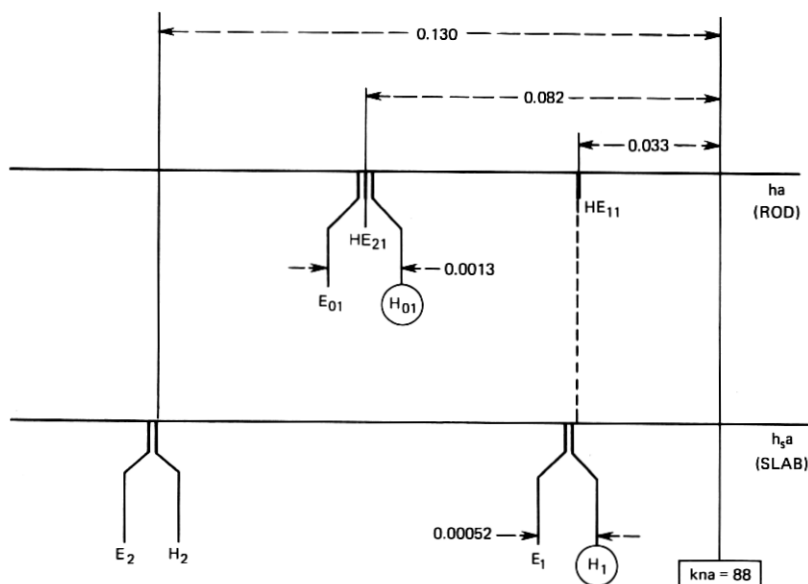 0.130
0.082
0.033
ha
(ROD)
HE₁₁
HE₂₁
0.0013
E₀₁
H₀₁
hₛa
(SLAB)
0.00052
E₂
H₂
E₁
H₁
kna = 88